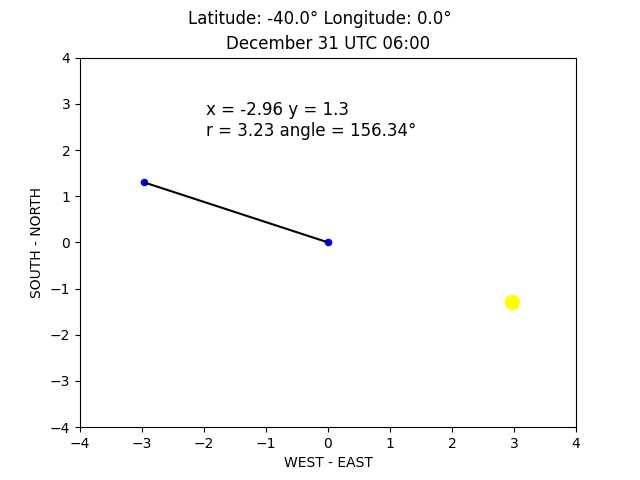 Latitude: -40.0° Longitude: 0.0°
December 31 UTC 06:00
x = -2.96 y = 1.3
r = 3.23 angle = 156.34°
4
3
2
1
0
−1
−2
−3
−4
SOUTH - NORTH
−4 −3 −2 −1 0 1 2 3 4
WEST - EAST